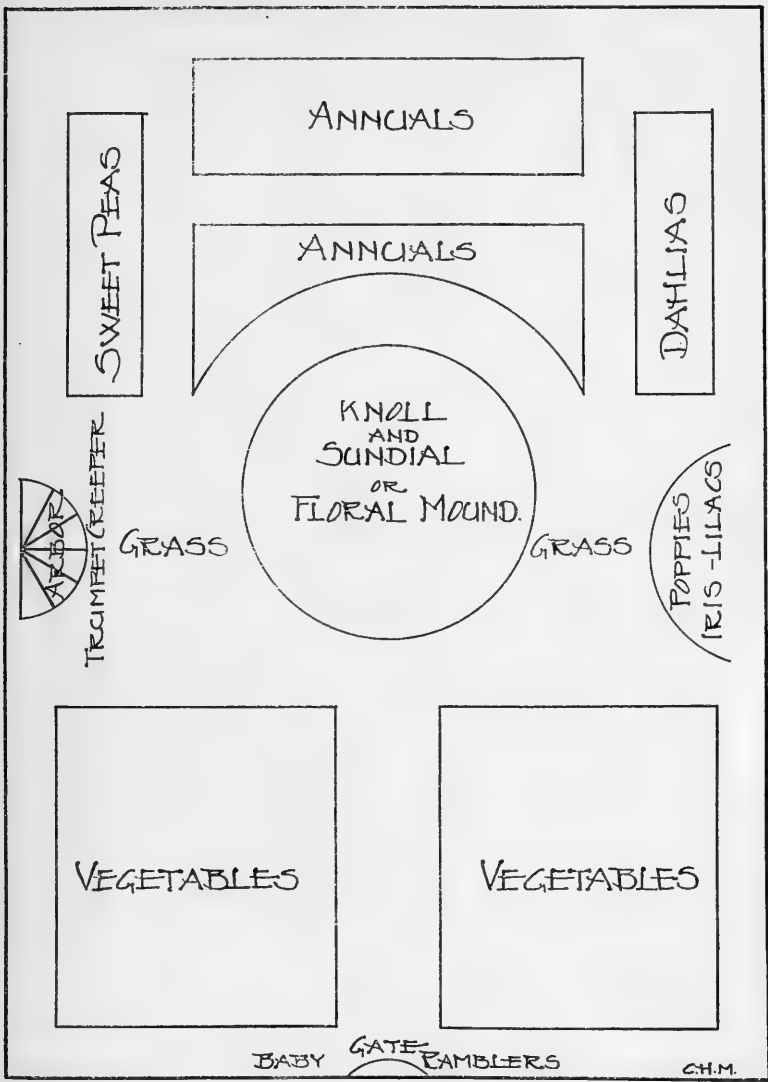 ANNUALS
SWEET PEAS
ANNUALS
DAHLIAS
KNOLL
AND
SUNDIAL
OR
FLORAL MOUND.
ARBOR
TRUMPET CREEPER
GRASS
GRASS
POPPIES
IRIS-LILACS
VEGETABLES
VEGETABLES
BABY GATE RAMBLERS
C.H.M.